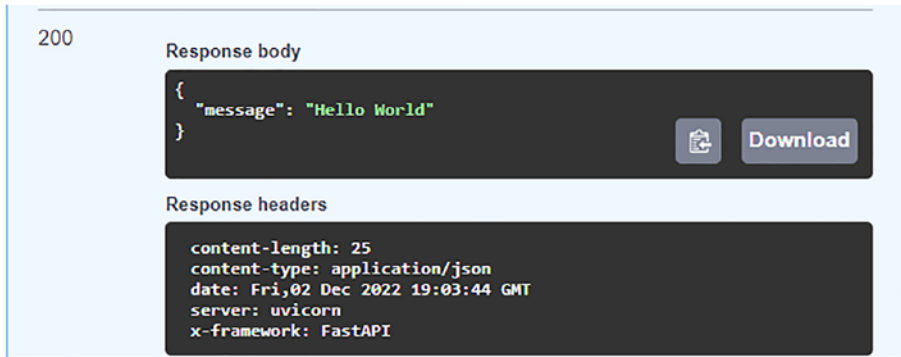 200
Response body
{
"message": "Hello World"
}
Download
Response headers
content-length: 25
content-type: application/json
date: Fri,02 Dec 2022 19:03:44 GMT
server: uvicorn
x-framework: FastAPI